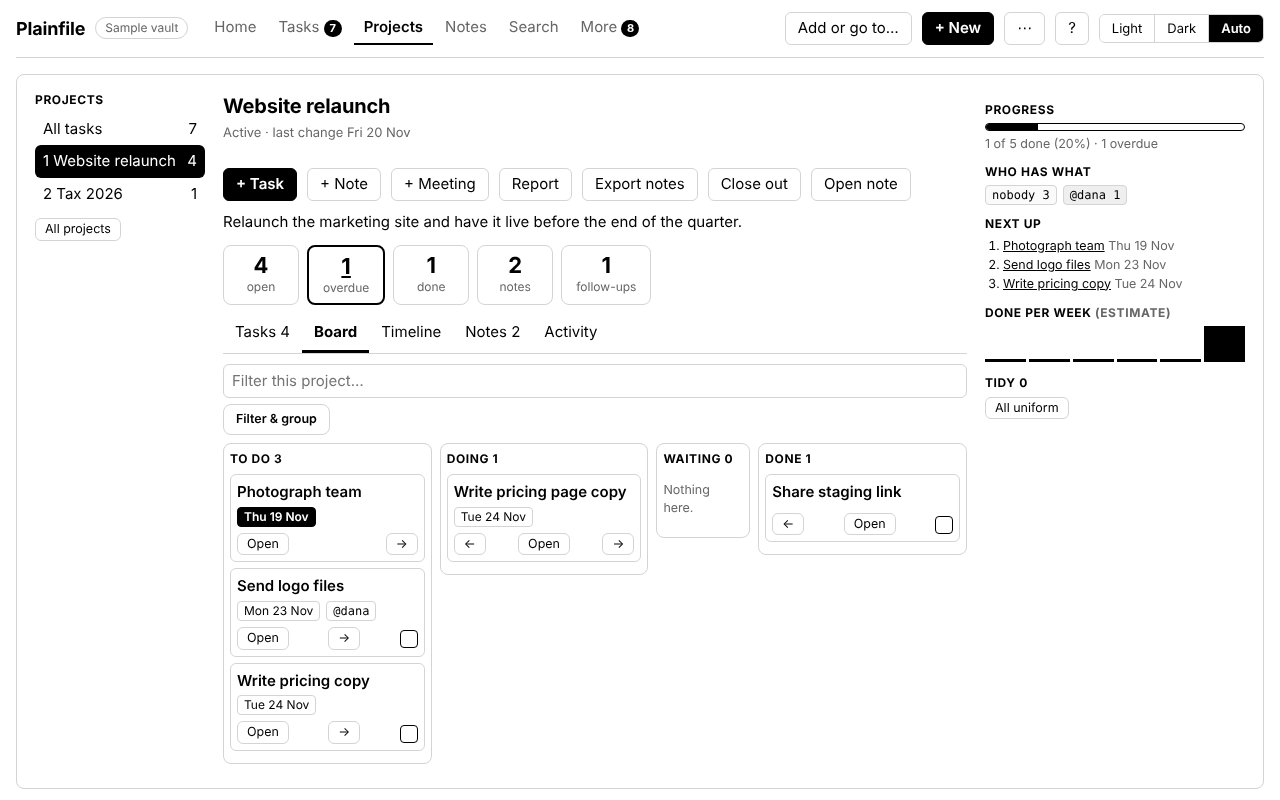 Plainfile Sample vault Home Tasks 7 Projects Notes Search More 8 Add or go to... + New ... ? Light Dark Auto
PROJECTS
All tasks 7
1 Website relaunch 4
2 Tax 2026 1
All projects
Website relaunch
Active · last change Fri 20 Nov
+ Task + Note + Meeting Report Export notes Close out Open note
Relaunch the marketing site and have it live before the end of the quarter.
4 open
1 overdue
1 done
2 notes
1 follow-ups
Tasks 4 Board Timeline Notes 2 Activity
Filter this project...
Filter & group
TO DO 3
Photograph team
Thu 19 Nov
Open →
Send logo files
Mon 23 Nov @dana
Open →
Write pricing copy
Tue 24 Nov
Open →
DOING 1
Write pricing page copy
Tue 24 Nov
← Open →
WAITING 0
Nothing
here.
DONE 1
Share staging link
← Open
PROGRESS
1 of 5 done (20%) · 1 overdue
WHO HAS WHAT
nobody 3 @dana 1
NEXT UP
1. Photograph team Thu 19 Nov
2. Send logo files Mon 23 Nov
3. Write pricing copy Tue 24 Nov
DONE PER WEEK (ESTIMATE)
TIDY 0
All uniform